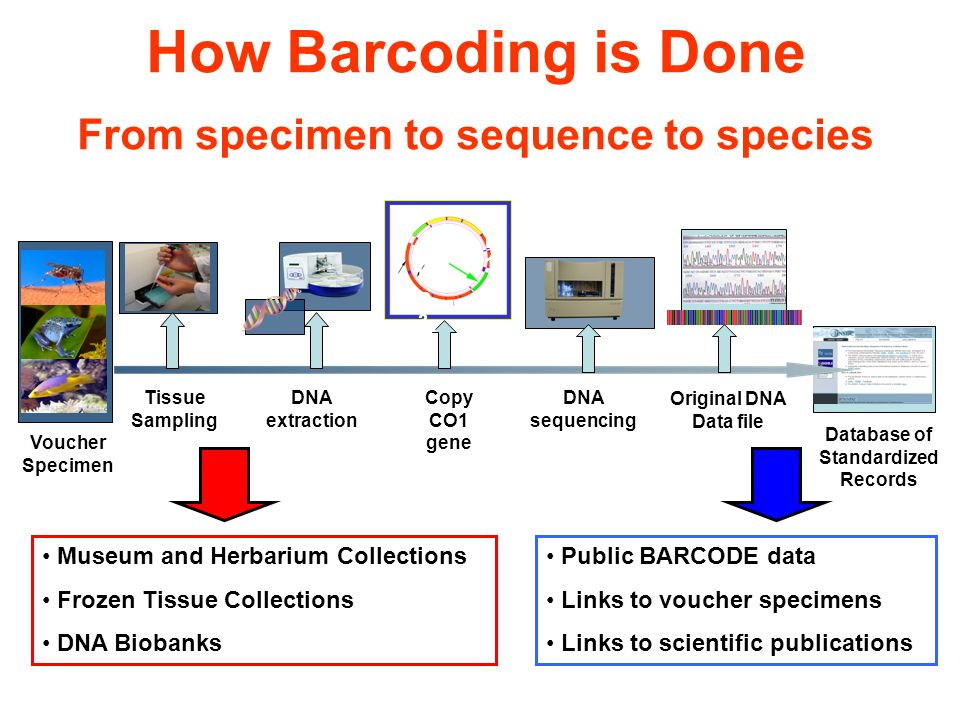 How Barcoding is Done
From specimen to sequence to species
Voucher
Specimen
Tissue
Sampling
DNA
extraction
Copy
CO1
gene
DNA
sequencing
Original DNA
Data file
Database of
Standardized
Records
• Museum and Herbarium Collections
• Frozen Tissue Collections
• DNA Biobanks
• Public BARCODE data
• Links to voucher specimens
• Links to scientific publications